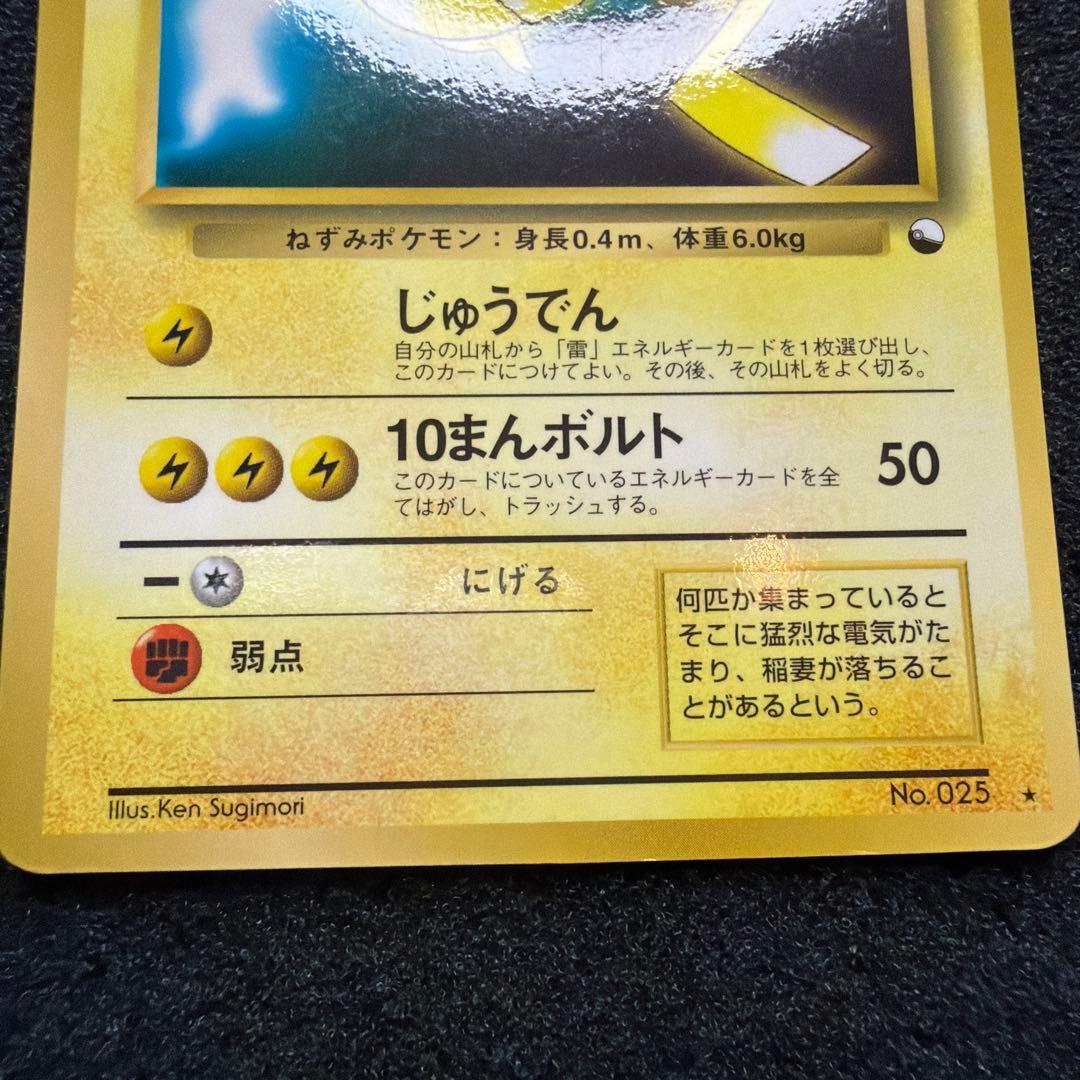 ねずみポケモン：身長0.4m、体重6.0kg
じゅうでん
自分の山札から「雷」エネルギーカードを1枚選び出し、
このカードにつけてよい。その後、その山札をよく切る。
10まんボルト
50
このカードについているエネルギーカードを全
てはがし、トラッシュする。
にげる
弱点
何匹か集まっていると
そこに猛烈な電気がた
まり、稲妻が落ちるこ
とがあるという。
Illus.Ken Sugimori
No.025 ★